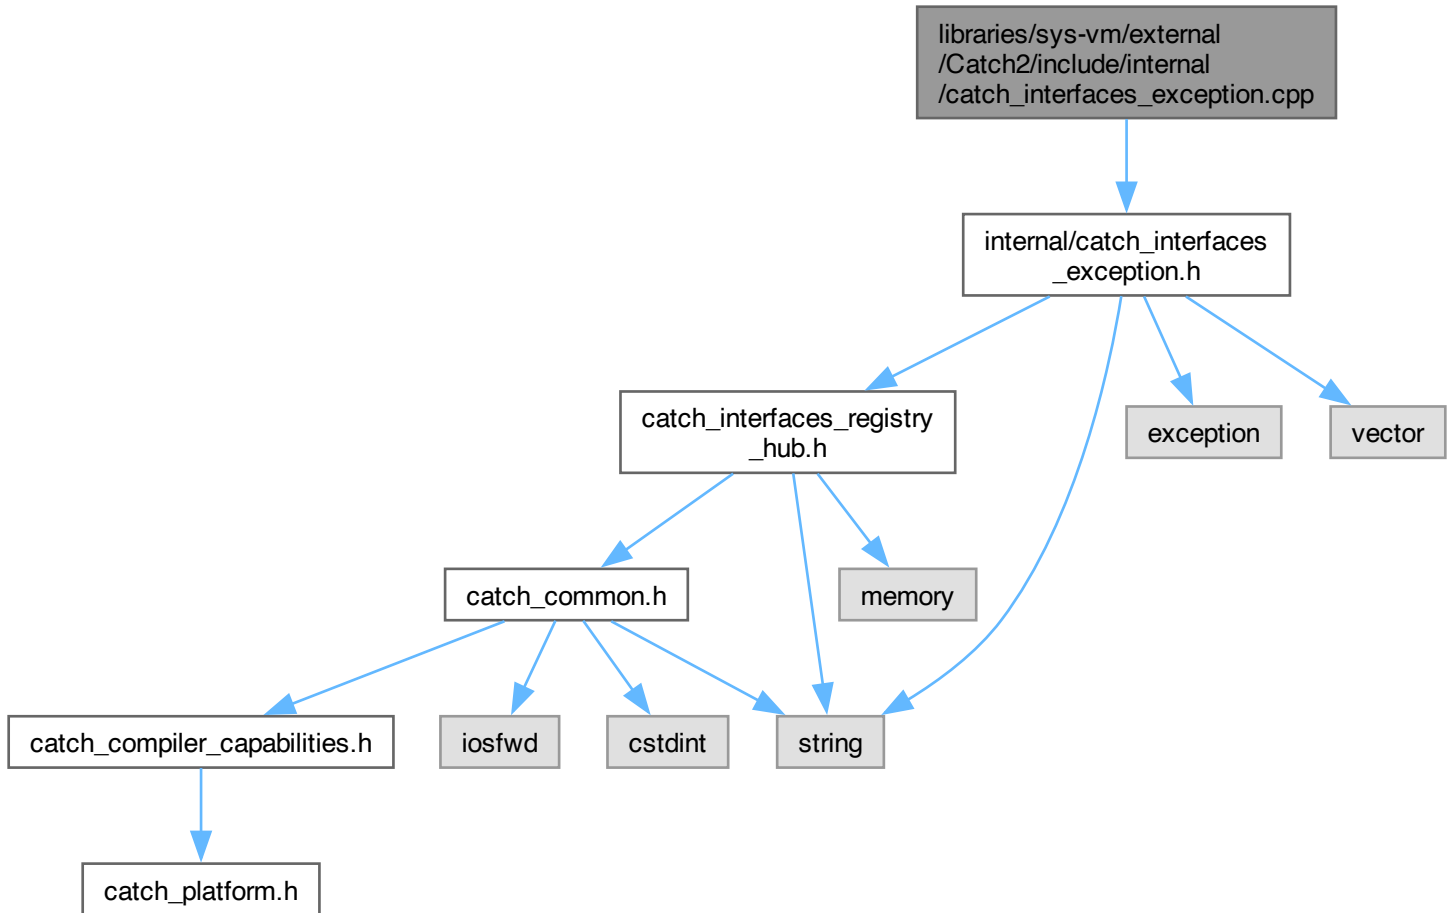 libraries/sys-vm/external
/Catch2/include/internal
/catch_interfaces_exception.cpp
internal/catch_interfaces
_exception.h
catch_interfaces_registry
_hub.h
exception
vector
catch_common.h
memory
catch_compiler_capabilities.h
iosfwd
cstdint
string
catch_platform.h